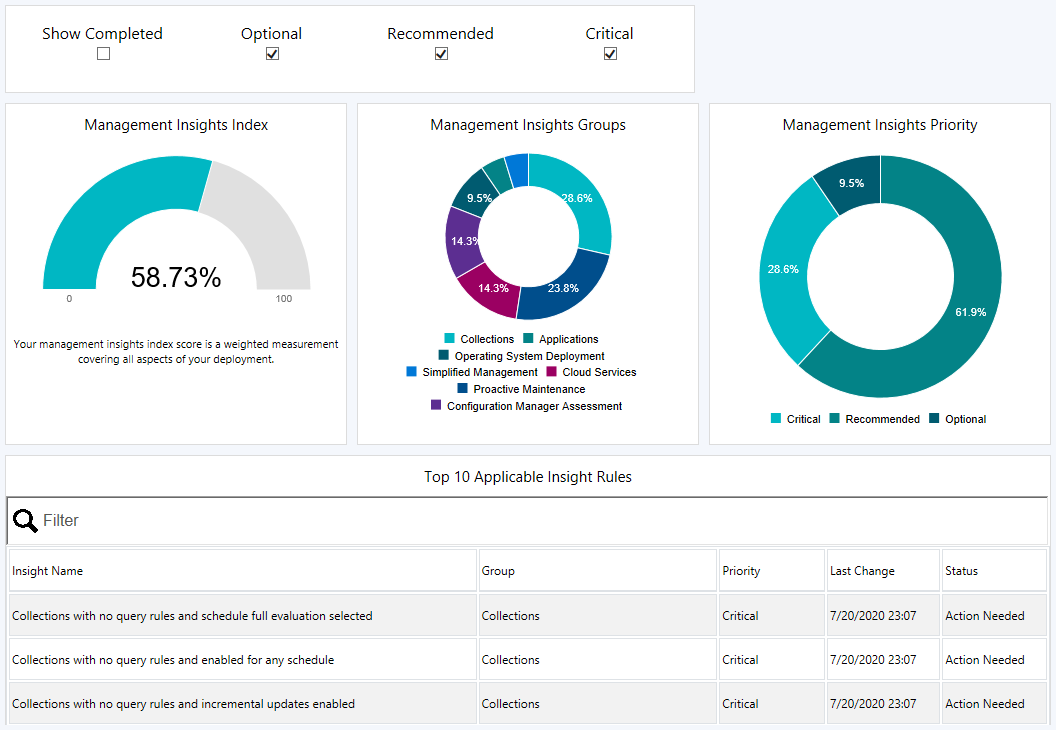 Show Completed
Optional
Recommended
Critical
Management Insights Index
58.73%
0
100
Your management insights index score is a weighted measurement
covering all aspects of your deployment.
Management Insights Groups
28.6%
23.8%
14.3%
14.3%
9.5%
Collections
Applications
Operating System Deployment
Simplified Management
Cloud Services
Proactive Maintenance
Configuration Manager Assessment
Management Insights Priority
9.5%
28.6%
61.9%
Critical
Recommended
Optional
Top 10 Applicable Insight Rules
Filter
Insight Name Group Priority Last Change Status
Collections with no query rules and schedule full evaluation selected Collections Critical 7/20/2020 23:07 Action Needed
Collections with no query rules and enabled for any schedule Collections Critical 7/20/2020 23:07 Action Needed
Collections with no query rules and incremental updates enabled Collections Critical 7/20/2020 23:07 Action Needed